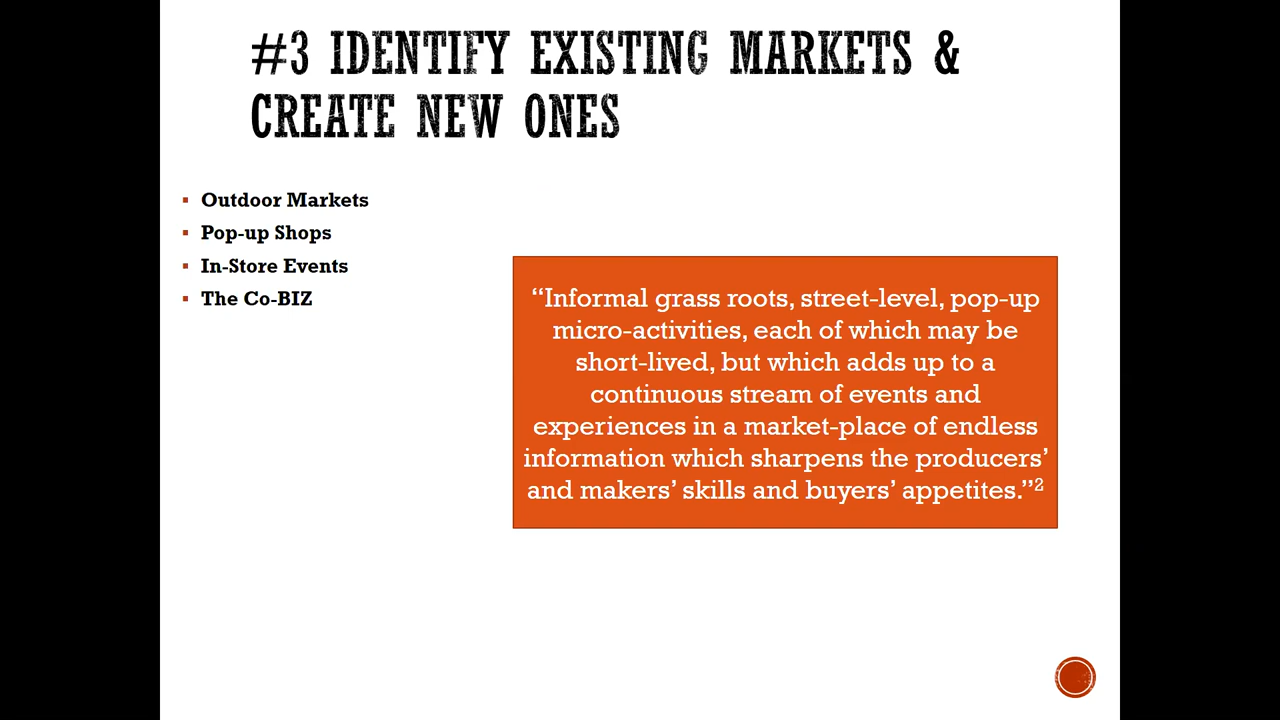 #3 IDENTIFY EXISTING MARKETS &
CREATE NEW ONES
▪ Outdoor Markets
▪ Pop-up Shops
▪ In-Store Events
▪ The Co-BIZ
“Informal grass roots, street-level, pop-up
micro-activities, each of which may be
short-lived, but which adds up to a
continuous stream of events and
experiences in a market-place of endless
information which sharpens the producers’
and makers’ skills and buyers’ appetites.”²